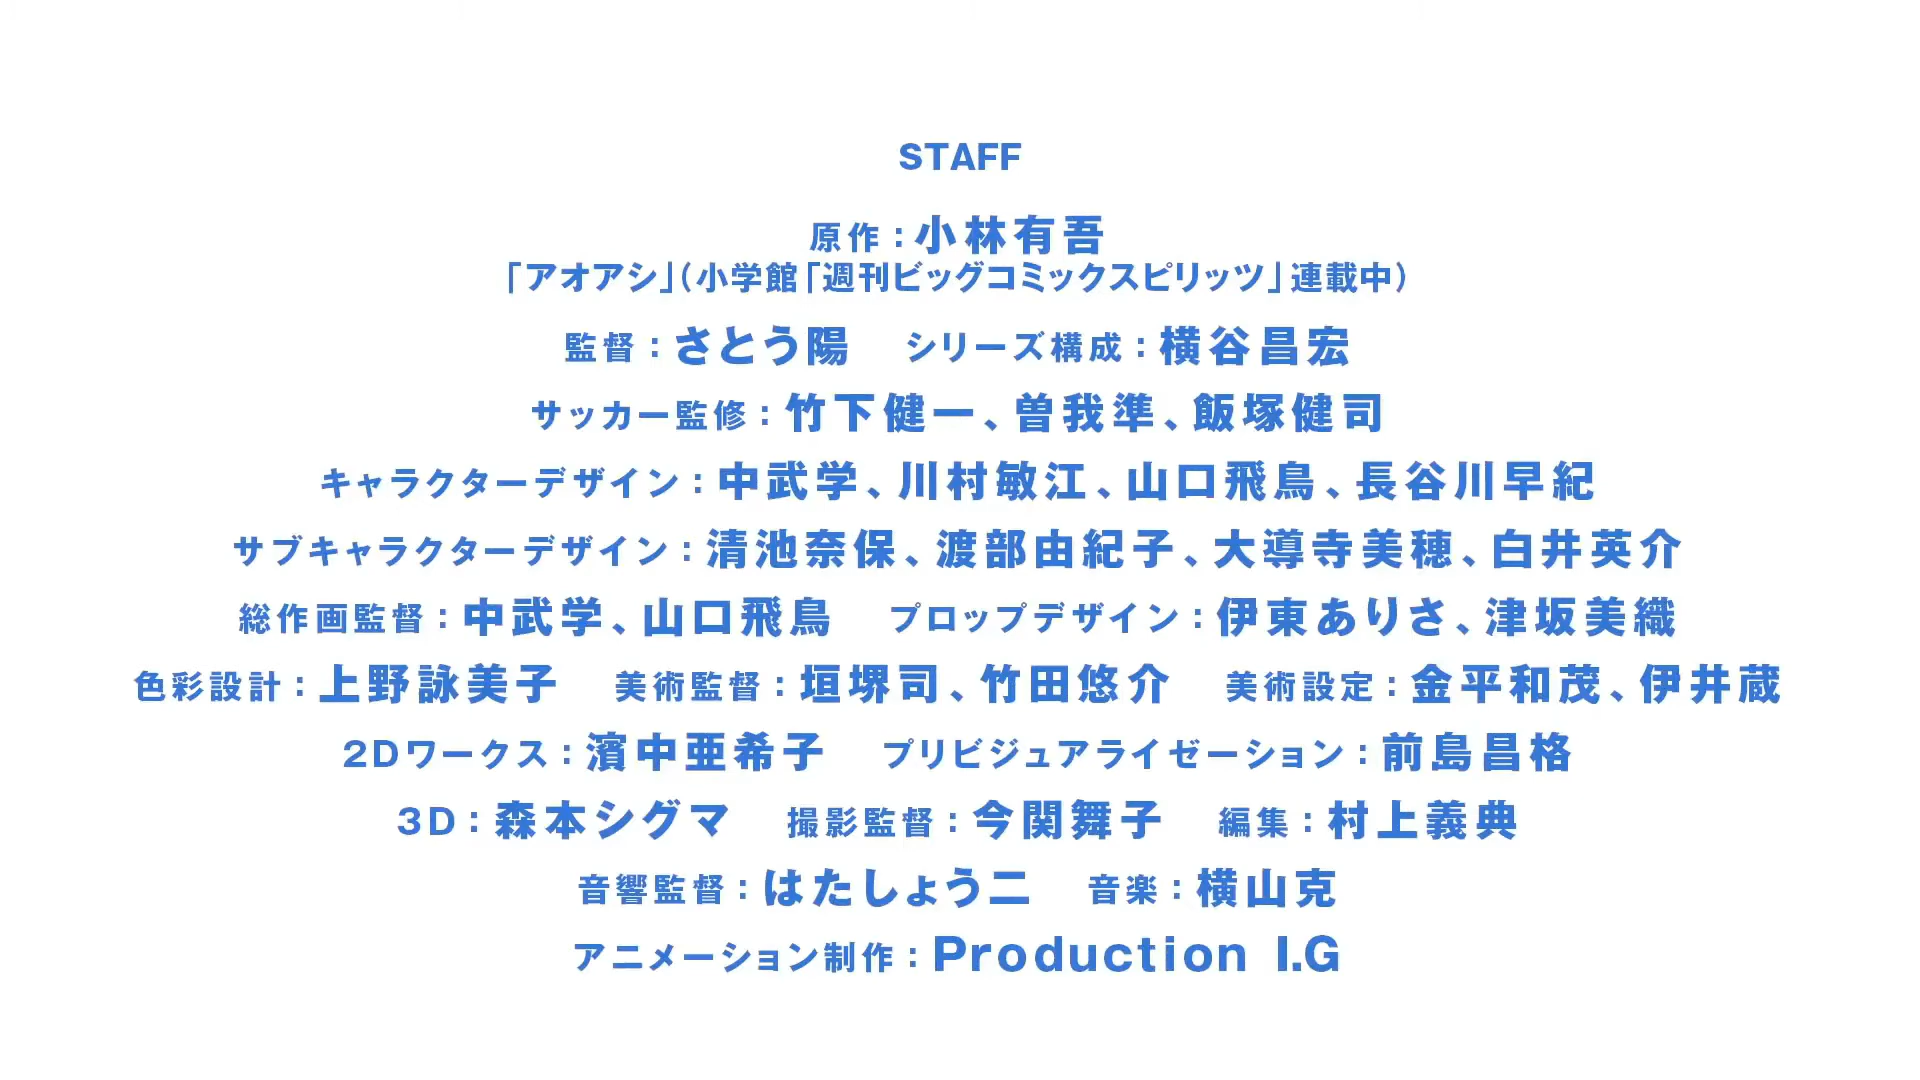 STAFF
原作：小林有吾
「アオアシ」（小学館「週刊ビッグコミックスピリッツ」連載中）
監督：さとう陽　シリーズ構成：横谷昌宏
サッカー監修：竹下健一、曽我準、飯塚健司
キャラクターデザイン：中武学、川村敏江、山口飛鳥、長谷川早紀
サブキャラクターデザイン：清池奈保、渡部由紀子、大導寺美穂、白井英介
総作画監督：中武学、山口飛鳥　プロップデザイン：伊東ありさ、津坂美織
色彩設計：上野詠美子　美術監督：垣堺司、竹田悠介　美術設定：金平和茂、伊井蔵
2Dワークス：濱中亜希子　プリビジュアライゼーション：前島昌格
3D：森本シグマ　撮影監督：今関舞子　編集：村上義典
音響監督：はたしょう二　音楽：横山克
アニメーション制作：Production I.G